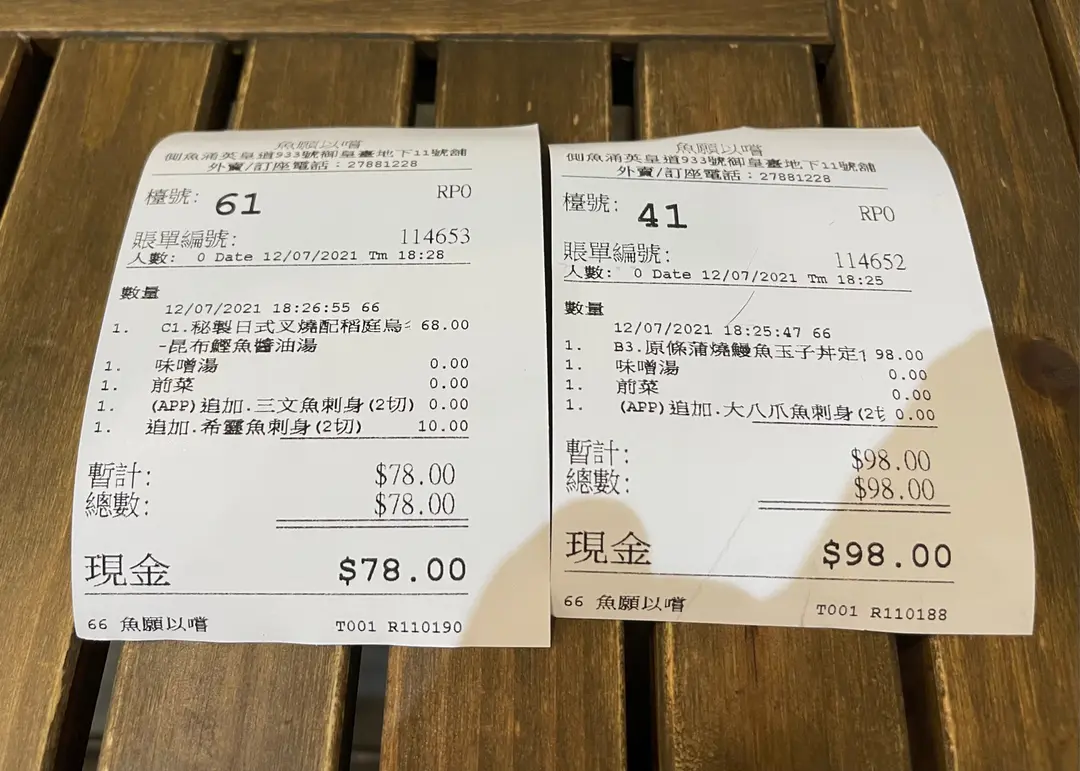 魚願以嚐
側魚涌英皇道933號御皇臺地下11號舖
外賣/訂座電話:27881228
檯號: 61 RP0
賬單編號: 114653
人數: 0 Date 12/07/2021 Tm 18:28
數量
12/07/2021 18:26:55 66
1. C1.秘製日式叉燒配稻庭烏 68.00
-昆布鰹魚醬油湯
1. 味噌湯 0.00
1. 前菜 0.00
1. (APP)追加.三文魚刺身(2切) 0.00
1. 追加.希靈魚刺身(2切) 10.00
暫計: $78.00
總數: $78.00
現金 $78.00
66 魚願以嚐 T001 R110190
魚願以嚐
側魚涌英皇道933號御皇臺地下11號舖
外賣/訂座電話:27881228
檯號: 41 RP0
賬單編號: 114652
人數: 0 Date 12/07/2021 Tm 18:25
數量
12/07/2021 18:25:47 66
1. B3.原條蒲燒鰻魚玉子丼定 98.00
1. 味噌湯 0.00
1. 前菜 0.00
1. (APP)追加.大八爪魚刺身(2 0.00
暫計: $98.00
總數: $98.00
現金 $98.00
66 魚願以嚐 T001 R110188